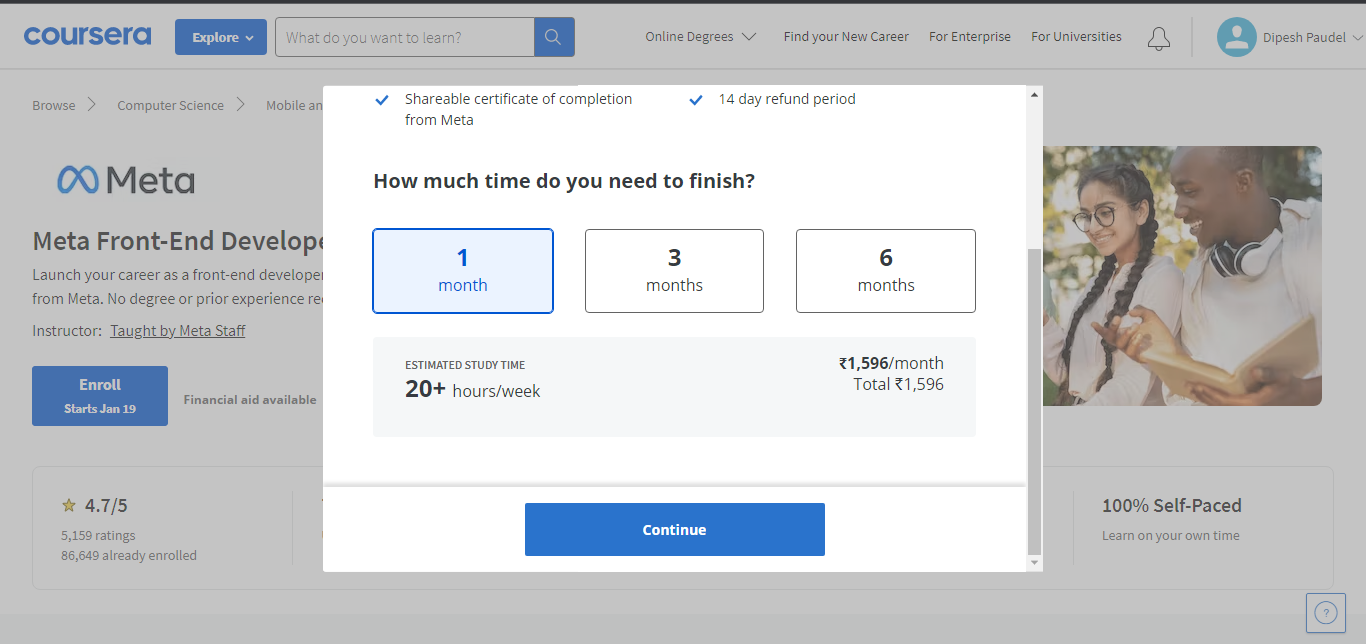 coursera
Explore
What do you want to learn?
Online Degrees
Find your New Career
For Enterprise
For Universities
Dipesh Paudel
Browse
Computer Science
Mobile an
Shareable certificate of completion
from Meta
14 day refund period
Meta
How much time do you need to finish?
Meta Front-End Develope
Launch your career as a front-end developer
from Meta. No degree or prior experience re
Instructor: Taught by Meta Staff
1
month
3
months
6
months
Enroll
Starts Jan 19
Financial aid available
ESTIMATED STUDY TIME
20+ hours/week
₹1,596/month
Total ₹1,596
4.7/5
5,159 ratings
86,649 already enrolled
100% Self-Paced
Learn on your own time
Continue
?